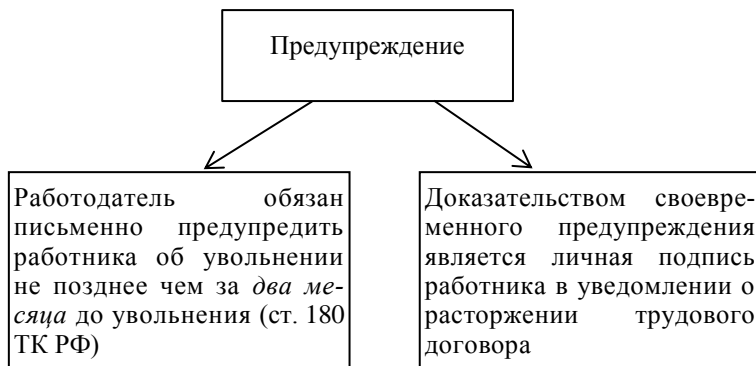 Предупреждение
Работодатель обязан
письменно предупредить
работника об увольнении
не позднее чем за два ме-
сяца до увольнения (ст. 180
ТК РФ)
Доказательством своевре-
менного предупреждения
является личная подпись
работника в уведомлении о
расторжении трудового
договора